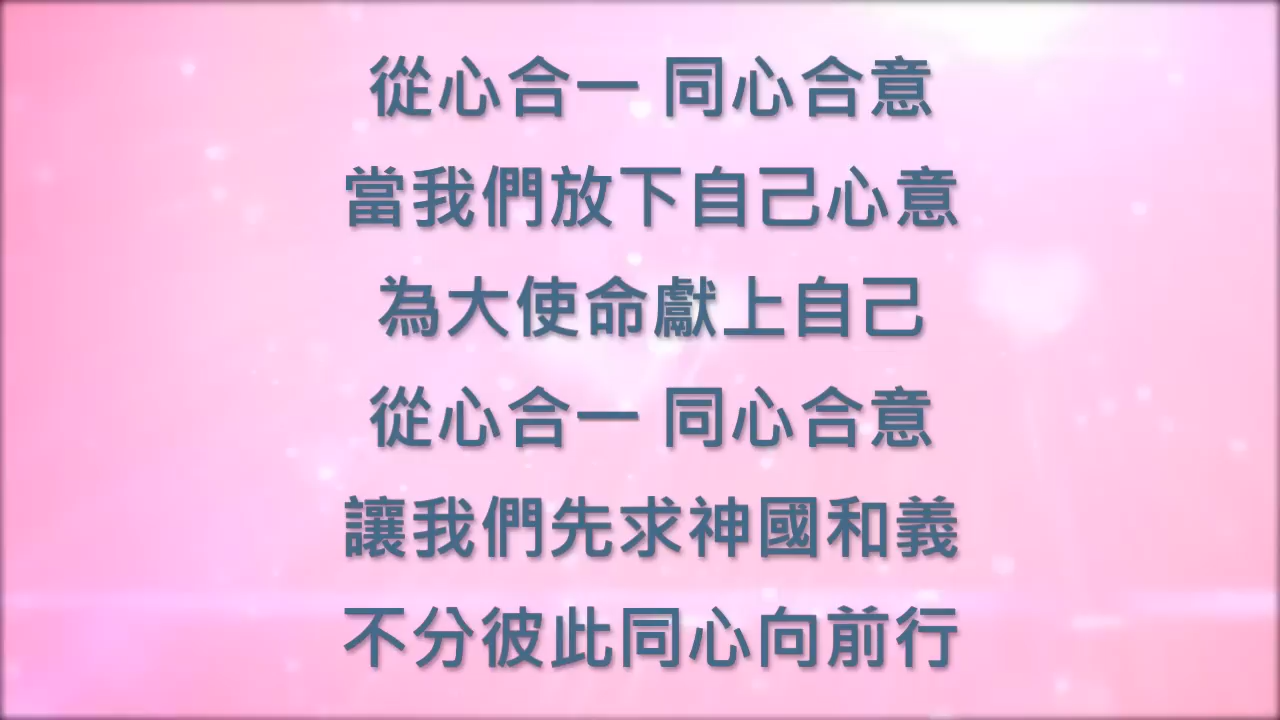 從心合一 同心合意
當我們放下自己心意
為大使命獻上自己
從心合一 同心合意
讓我們先求神國和義
不分彼此同心向前行